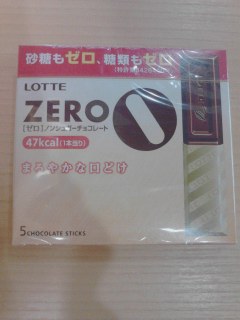 砂糖もゼロ、糖類もゼロ
LOTTE
ZERO
[ゼロ]ノンシュガーチョコレート
47kcal(1本当り)
まろやかな口どけ
5 CHOCOLATE STICKS